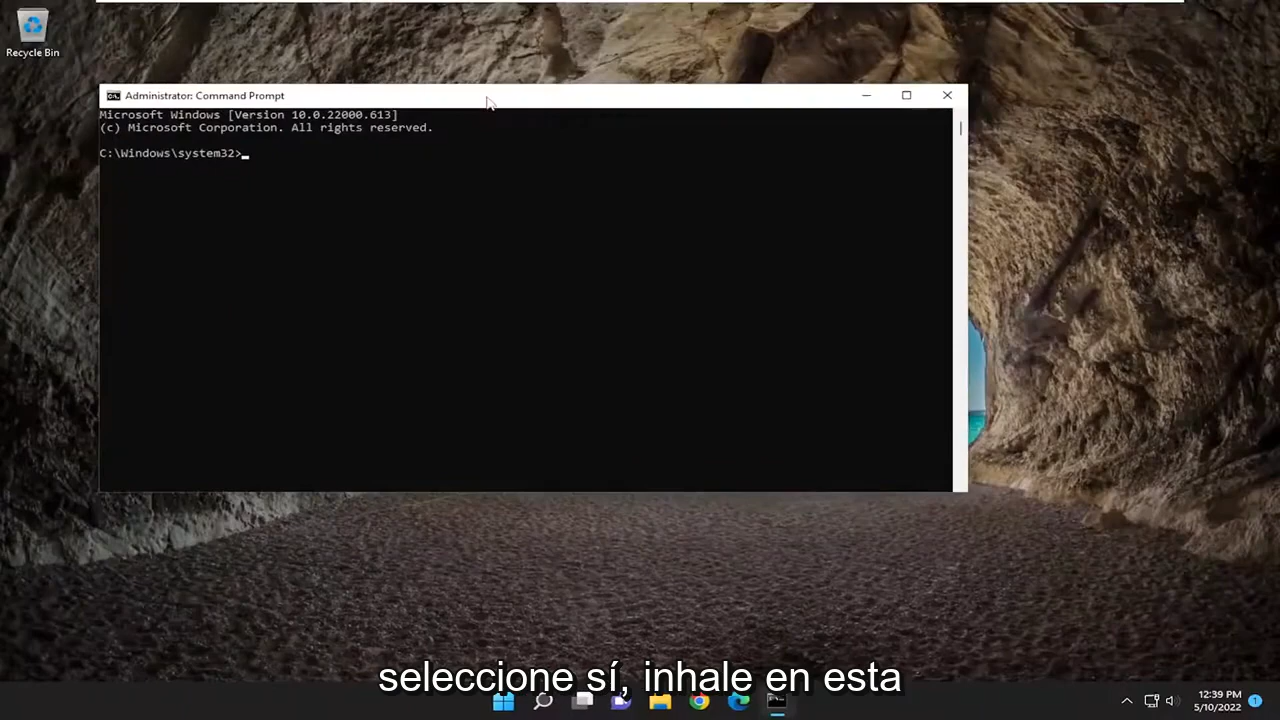 Recycle Bin
Administrator: Command Prompt
Microsoft Windows [Version 10.0.22000.613]
(c) Microsoft Corporation. All rights reserved.
C:\Windows\system32>
seleccione sí, inhale en esta
12:39 PM
5/10/2022
1